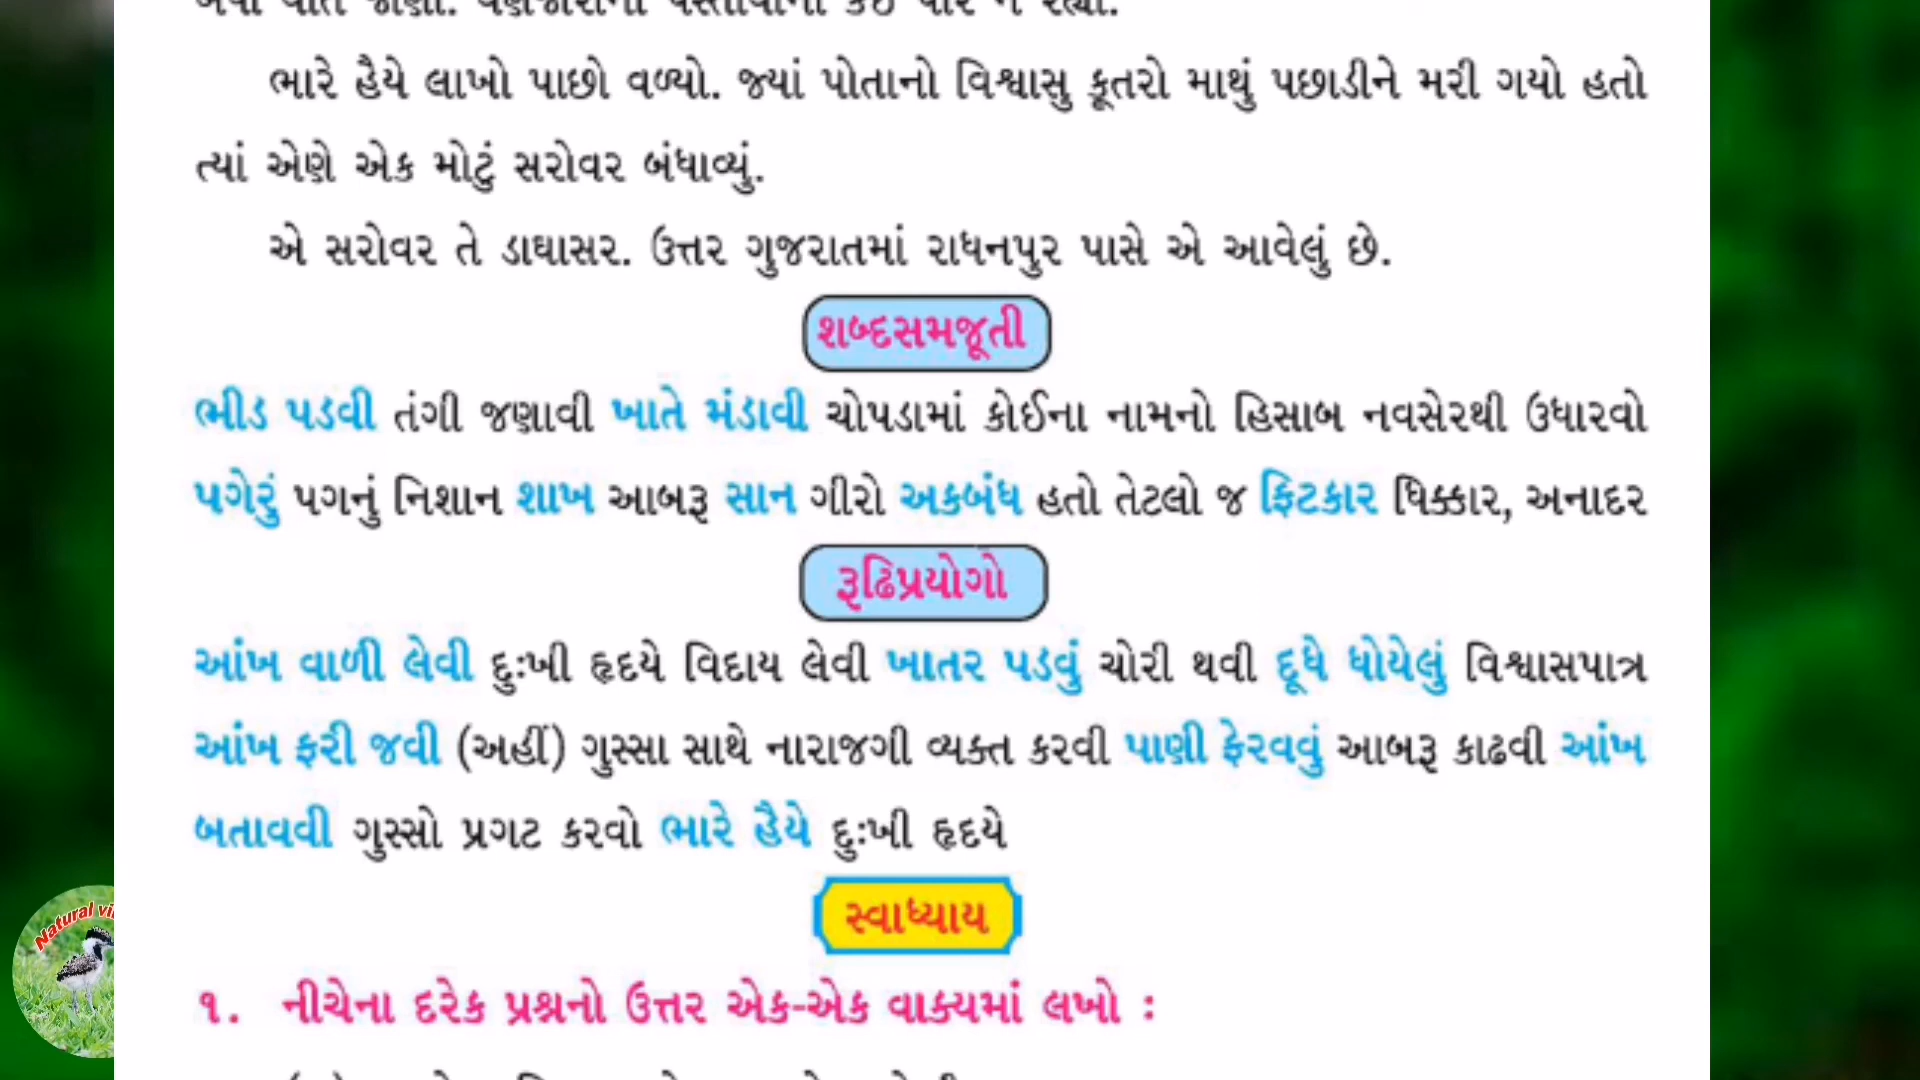 ભારે હૈયે લાખો પાછો વળ્યો. જ્યાં પોતાનો વિશ્વાસુ કૂતરો માથું પછાડીને મરી ગયો હતો
ત્યાં એણે એક મોટું સરોવર બંધાવ્યું.
એ સરોવર તે ડાઘાસર. ઉત્તર ગુજરાતમાં રાધનપુર પાસે એ આવેલું છે.
શબ્દસમજૂતી
ભીડ પડવી તંગી જણાવી ખાતે મંડાવી ચોપડામાં કોઈના નામનો હિસાબ નવસેરથી ઉધારવો
પગેરું પગનું નિશાન શાખ આબરૂ સાન ગીરો અકબંધ હતો તેટલો જ ફિટકાર ધિક્કાર, અનાદર
રૂઢિપ્રયોગો
આંખ વાળી લેવી દુઃખી હૃદયે વિદાય લેવી ખાતર પડવું ચોરી થવી દૂધે ધોયેલું વિશ્વાસપાત્ર
આંખ ફરી જવી (અહીં) ગુસ્સા સાથે નારાજગી વ્યક્ત કરવી પાણી ફેરવવું આબરૂ કાઢવી આંખ
બતાવવી ગુસ્સો પ્રગટ કરવો ભારે હૈયે દુઃખી હૃદયે
સ્વાધ્યાય
૧. નીચેના દરેક પ્રશ્નનો ઉત્તર એક-એક વાક્યમાં લખો :
Natural